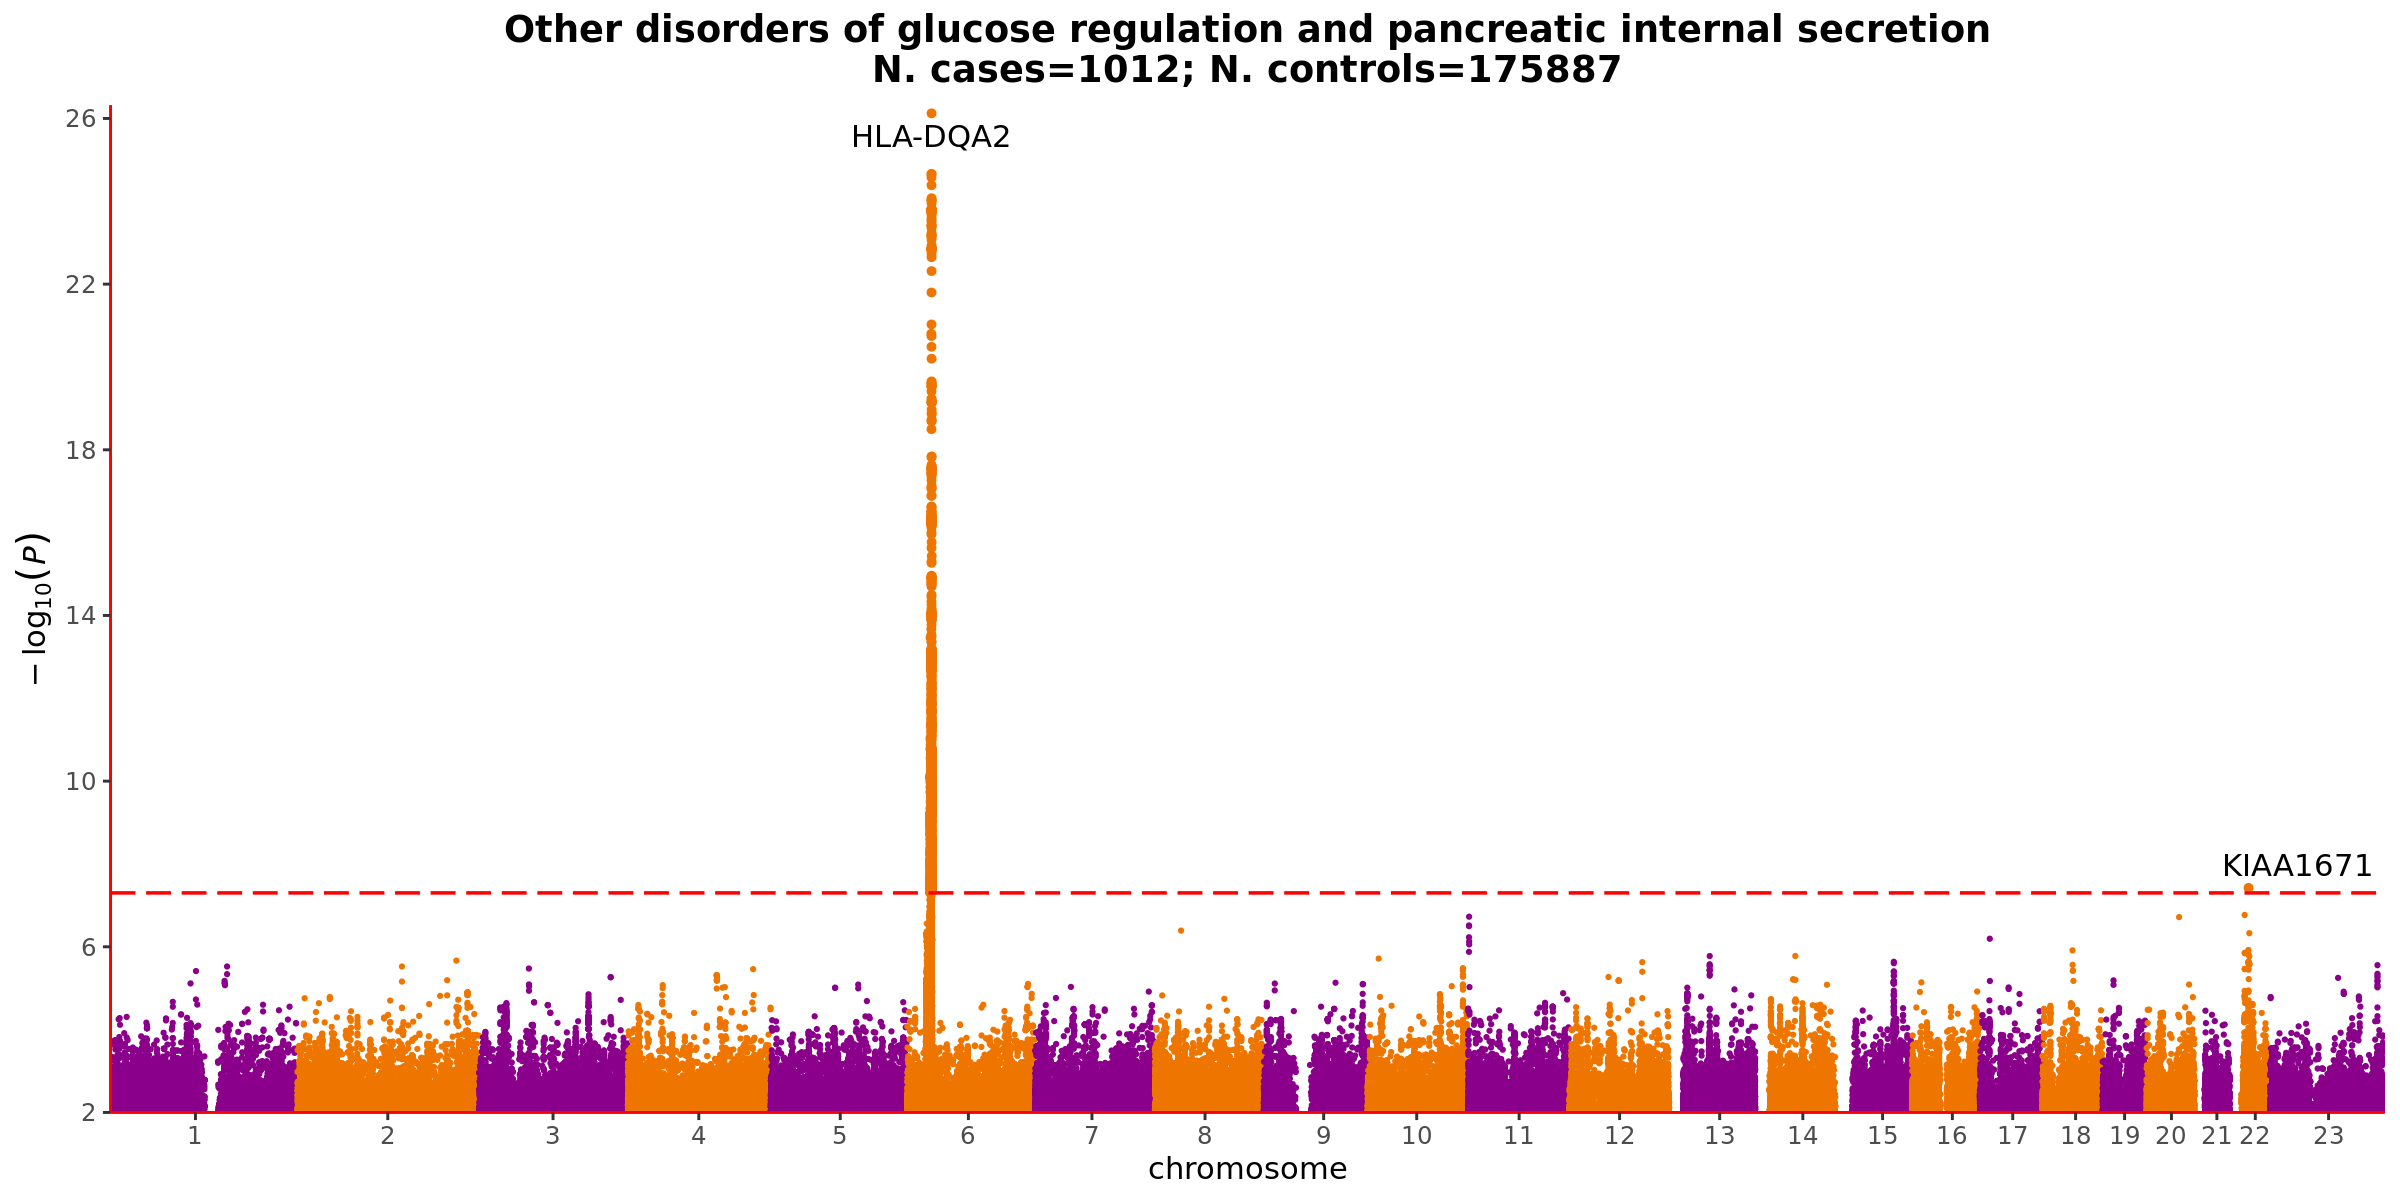 Other disorders of glucose regulation and pancreatic internal secretion
N. cases=1012; N. controls=175887
26
HLA-DQA2
22
18
− log10(P)
14
10
KIAA1671
6
2
1 2 3 4 5 6 7 8 9 10 11 12 13 14 15 16 17 18 19 20 21 22 23
chromosome